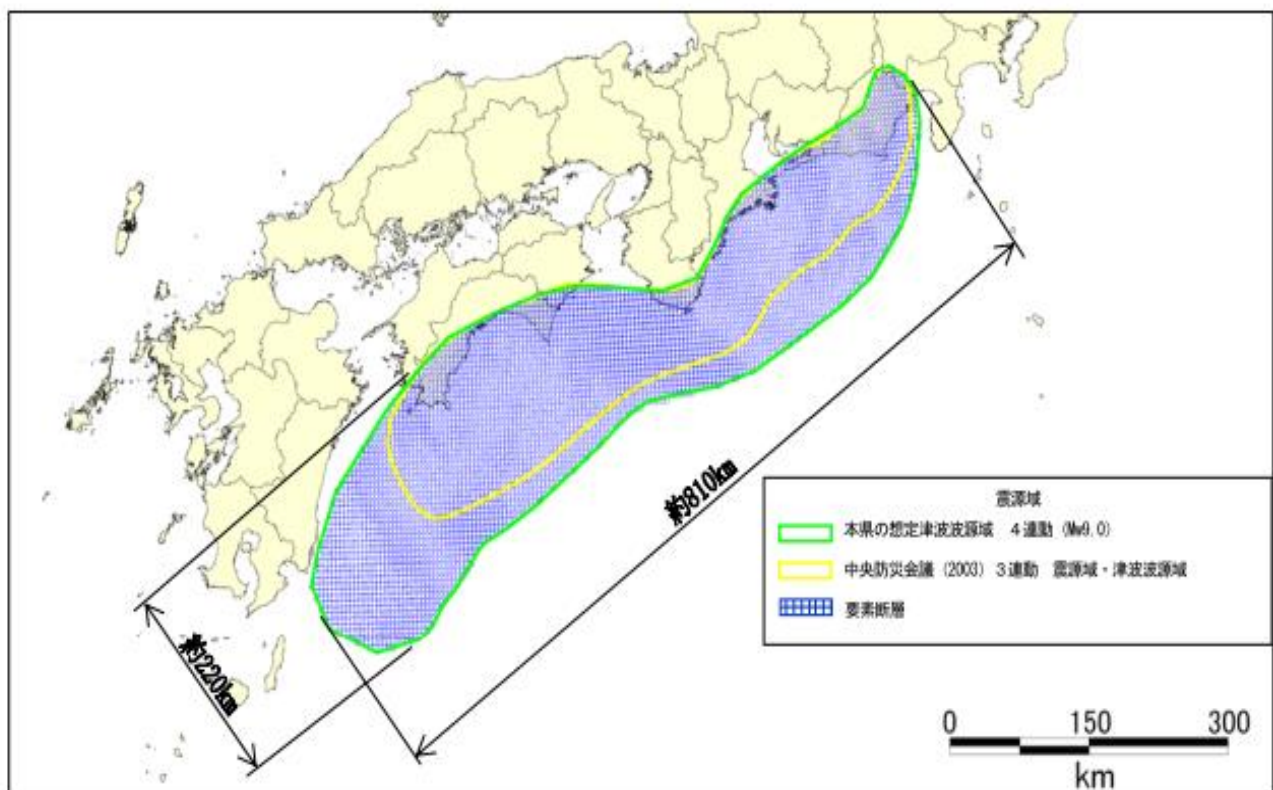 約810km
約220km
震源域
本県の想定津波波源域 4連動 (Mw9.0)
中央防災会議 (2003) 3連動 震源域・津波波源域
要素断層
0 150 300
km